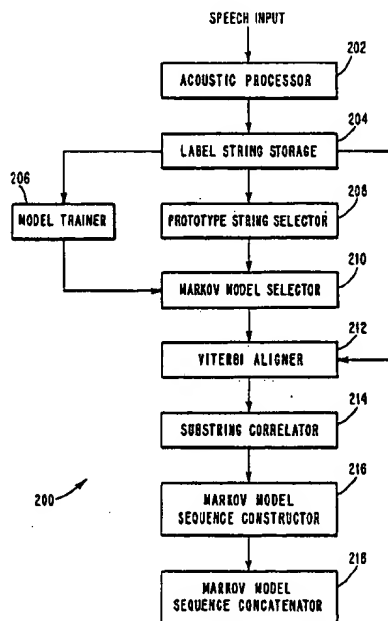 SPEECH INPUT
202
ACOUSTIC PROCESSOR
204
LABEL STRING STORAGE
206
MODEL TRAINER
208
PROTOTYPE STRING SELECTOR
210
MARKOV MODEL SELECTOR
212
VITERBI ALIGNER
214
SUBSTRING CORRELATOR
216
MARKOV MODEL
SEQUENCE CONSTRUCTOR
200
218
MARKOV MODEL
SEQUENCE CONCATENATOR